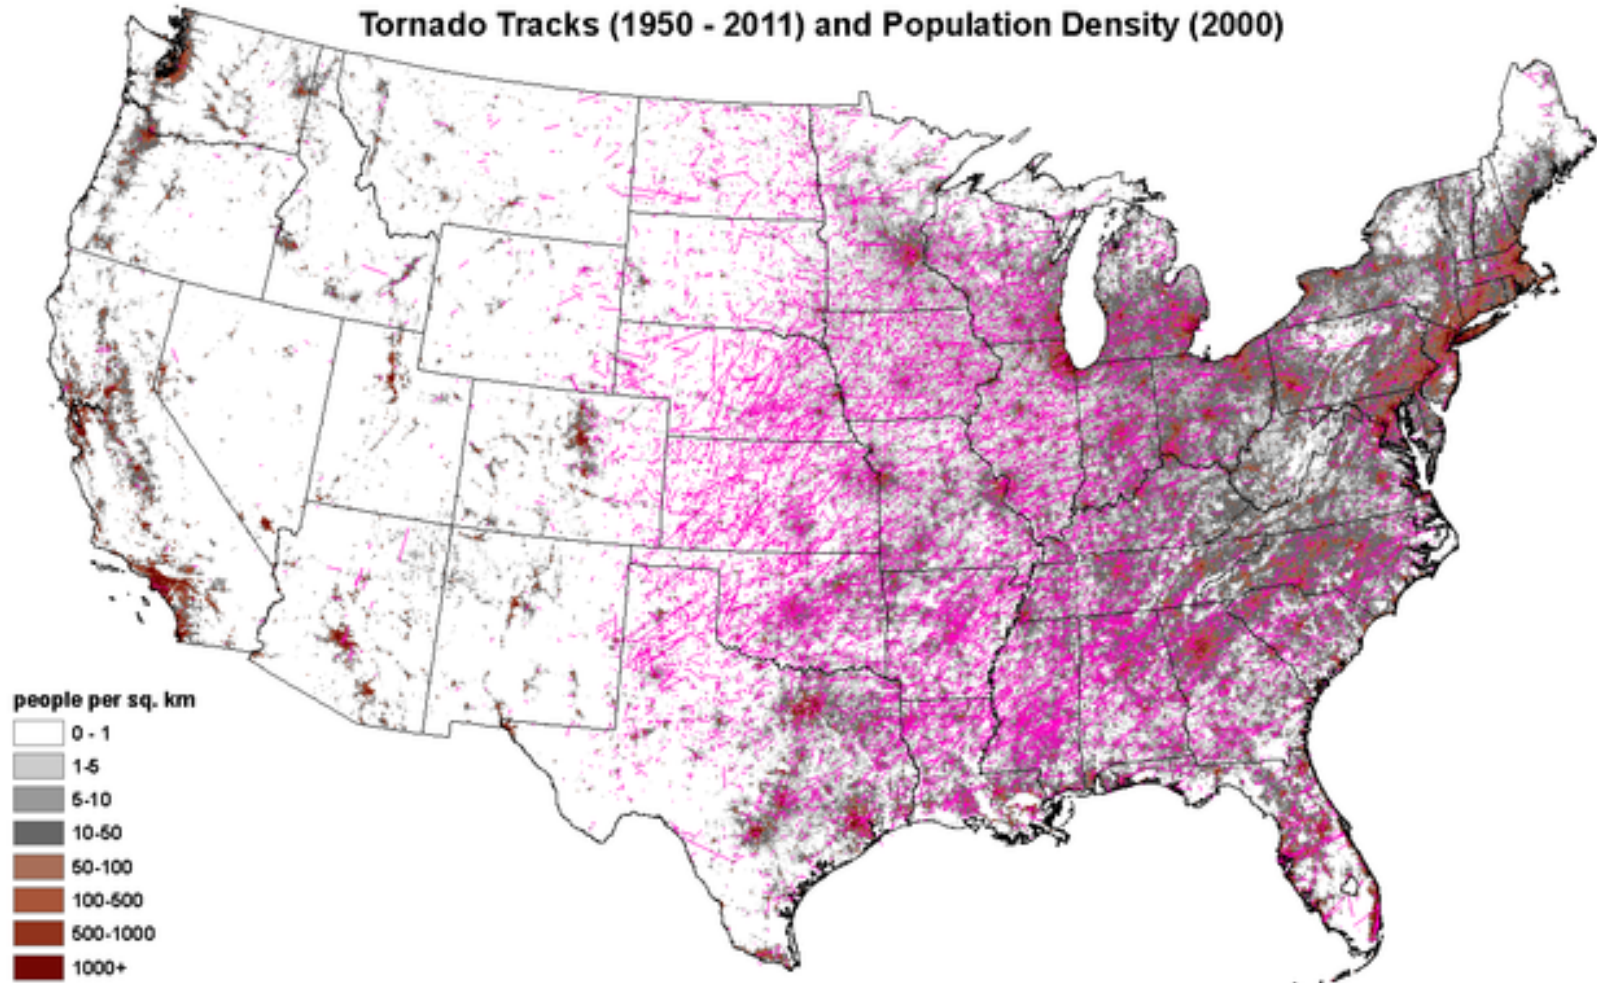 Tornado Tracks (1950 - 2011) and Population Density (2000)
people per sq. km
0 - 1
1-5
5-10
10-50
50-100
100-500
500-1000
1000+